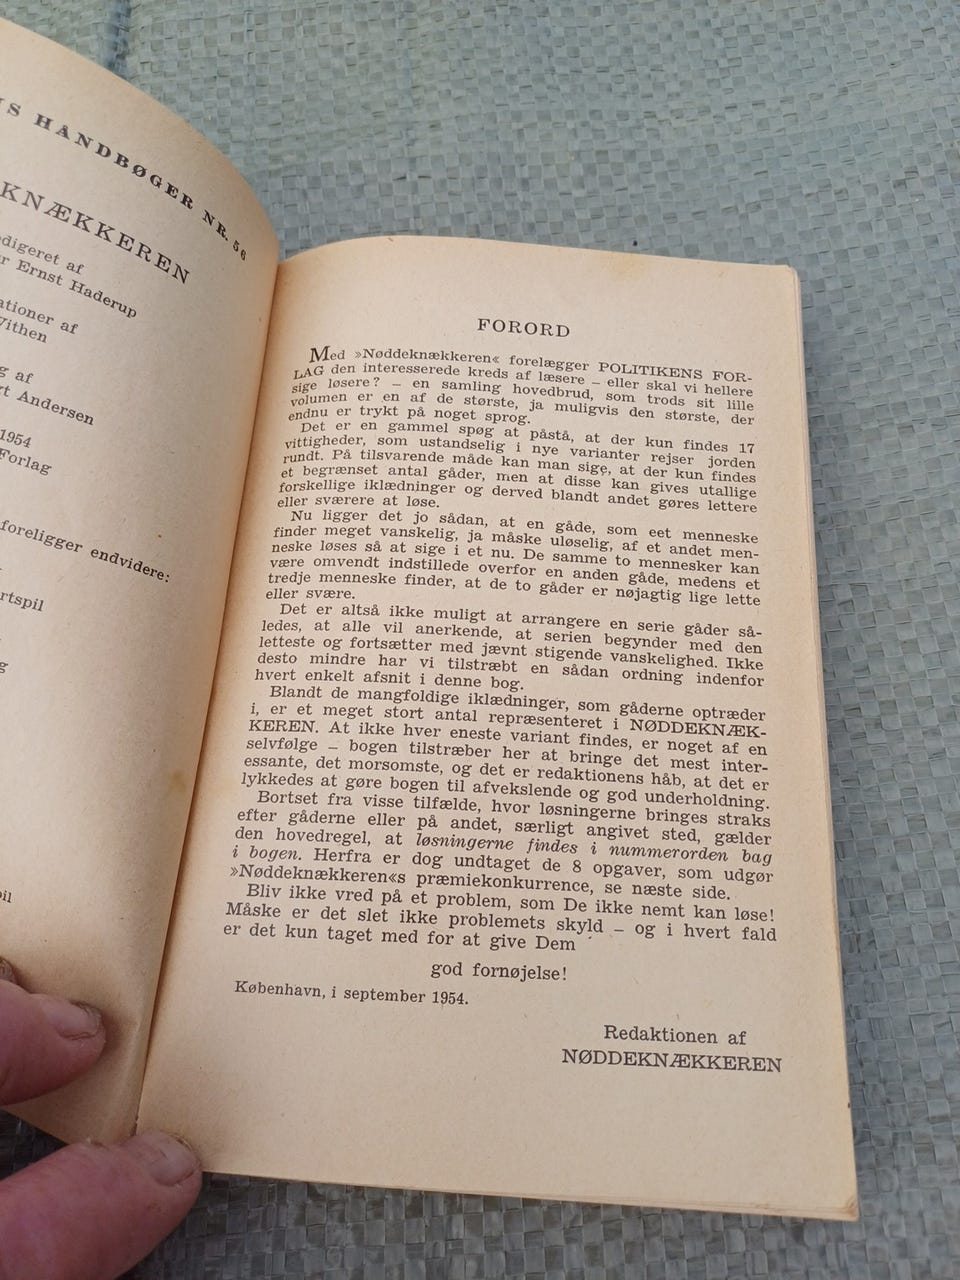 HANDBØGER NR. 56
KNÆKKEREN
digeret af
Ernst Haderup
ationer af
Vithen
af
Andersen
1954
Forlag
foreligger endvidere:
rtspil
FORORD
Med »Nøddeknækkeren« forelægger POLITIKENS FOR-
LAG den interesserede kreds af læsere – eller skal vi hellere
sige løsere? – en samling hovedbrud, som trods sit lille
volumen er en af de største, ja muligvis den største, der
endnu er trykt på noget sprog.
Det er en gammel spøg at påstå, at der kun findes 17
vittigheder, som ustandselig i nye varianter rejser jorden
rundt. På tilsvarende måde kan man sige, at der kun findes
et begrænset antal gåder, men at disse kan gives utallige
forskellige iklædninger og derved blandt andet gøres lettere
eller sværere at løse.
Nu ligger det jo sådan, at en gåde, som eet menneske
finder meget vanskelig, ja måske uløselig, af et andet men-
neske løses så at sige i et nu. De samme to mennesker kan
være omvendt indstillede overfor en anden gåde, medens et
tredje menneske finder, at de to gåder er nøjagtig lige lette
eller svære.
Det er altså ikke muligt at arrangere en serie gåder så-
ledes, at alle vil anerkende, at serien begynder med den
letteste og fortsætter med jævnt stigende vanskelighed. Ikke
desto mindre har vi tilstræbt en sådan ordning indenfor
hvert enkelt afsnit i denne bog.
Blandt de mangfoldige iklædninger, som gåderne optræder
i, er et meget stort antal repræsenteret i NØDDEKNÆK-
KEREN. At ikke hver eneste variant findes, er noget af en
selvfølge – bogen tilstræber her at bringe det mest inter-
essante, det morsomste, og det er redaktionens håb, at det er
lykkedes at gøre bogen til afvekslende og god underholdning.
Bortset fra visse tilfælde, hvor løsningerne bringes straks
efter gåderne eller på andet, særligt angivet sted, gælder
den hovedregel, at løsningerne findes i nummerorden bag
i bogen. Herfra er dog undtaget de 8 opgaver, som udgør
»Nøddeknækkeren«s præmiekonkurrence, se næste side.
Bliv ikke vred på et problem, som De ikke nemt kan løse!
Måske er det slet ikke problemets skyld – og i hvert fald
er det kun taget med for at give Dem
god fornøjelse!
København, i september 1954.
Redaktionen af
NØDDEKNÆKKEREN